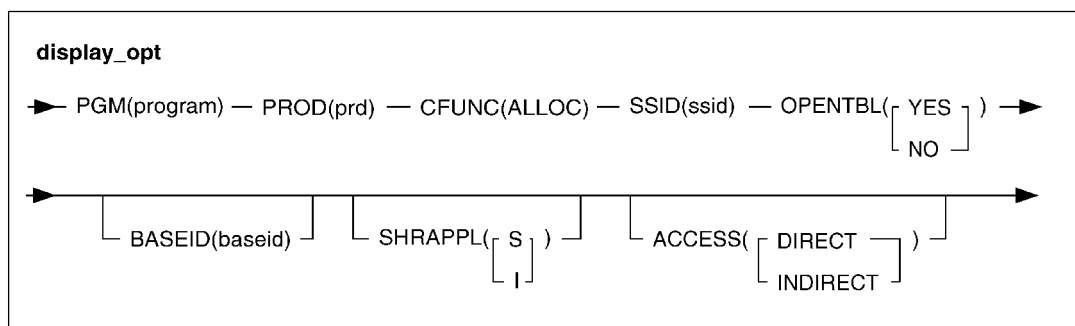 display_opt
PGM(program) PROD(prd) CFUNC(ALLOC) SSID(ssid) OPENTBL( YES )
NO
BASEID(baseid) SHRAPPL( S ) ACCESS( DIRECT )
I INDIRECT